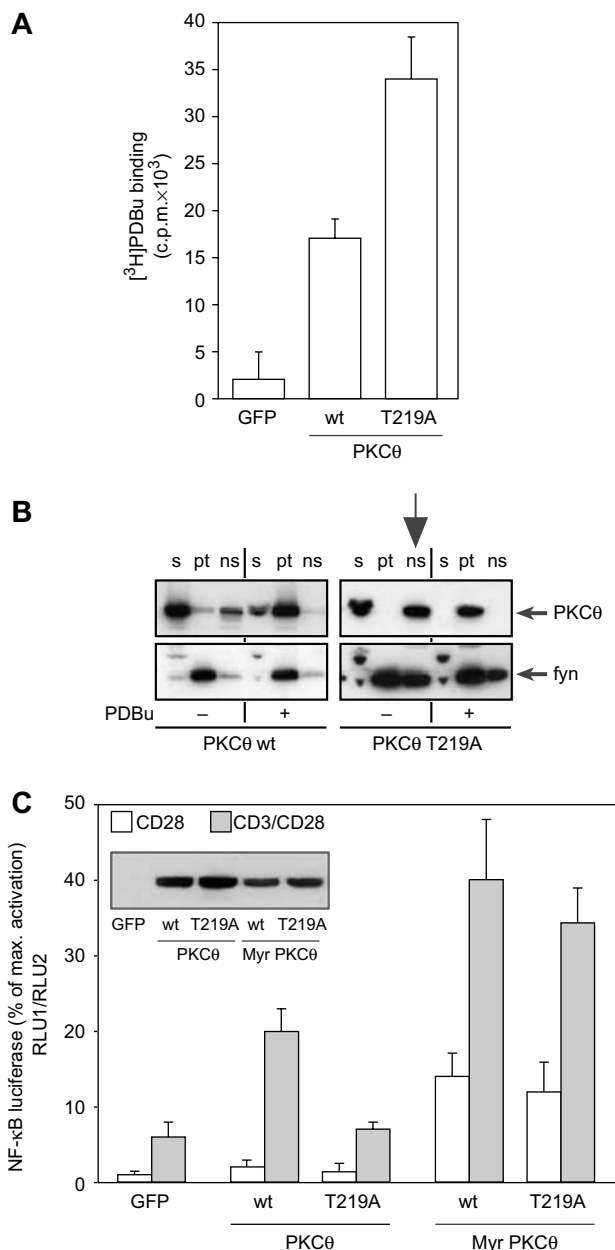 A
[³H]PDBu binding
(c.p.m.×10³)
40
35
30
25
20
15
10
5
0
GFP wt T219A
PKCθ
B
s pt ns s pt ns s pt ns s pt ns
PKCθ
fyn
PDBu – + – +
PKCθ wt PKCθ T219A
C
NF-κB luciferase (% of max. activation)
RLU1/RLU2
50
40
30
20
10
0
CD28 CD3/CD28
GFP wt T219A wt T219A
PKCθ Myr PKCθ
GFP wt T219A wt T219A
PKCθ Myr PKCθ